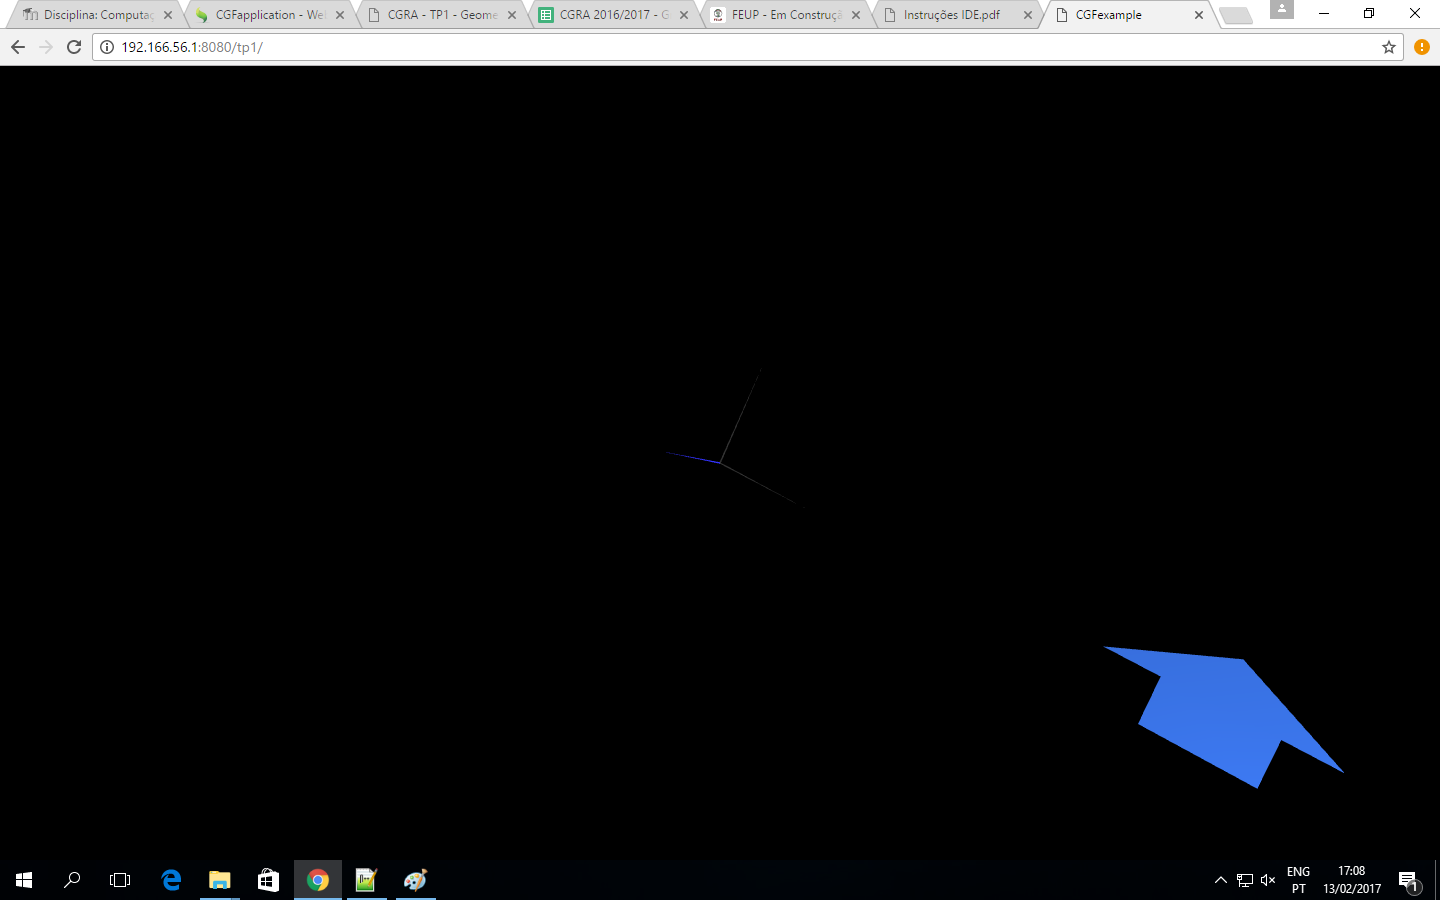 Disciplina: Computaç
CGFapplication - We
CGRA - TP1 - Geome
CGRA 2016/2017 - G
FEUP - Em Construçã
Instruções IDE.pdf
CGFexample
192.166.56.1:8080/tp1/
ENG
17:08
PT
13/02/2017
1